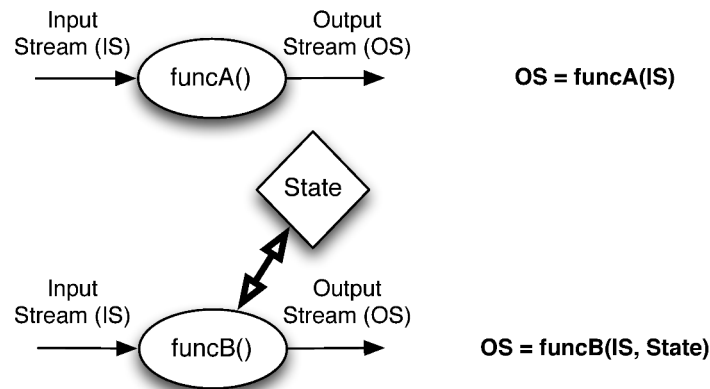 Input
Stream (IS)
Output
Stream (OS)
funcA()
OS = funcA(IS)
State
Input
Stream (IS)
Output
Stream (OS)
funcB()
OS = funcB(IS, State)